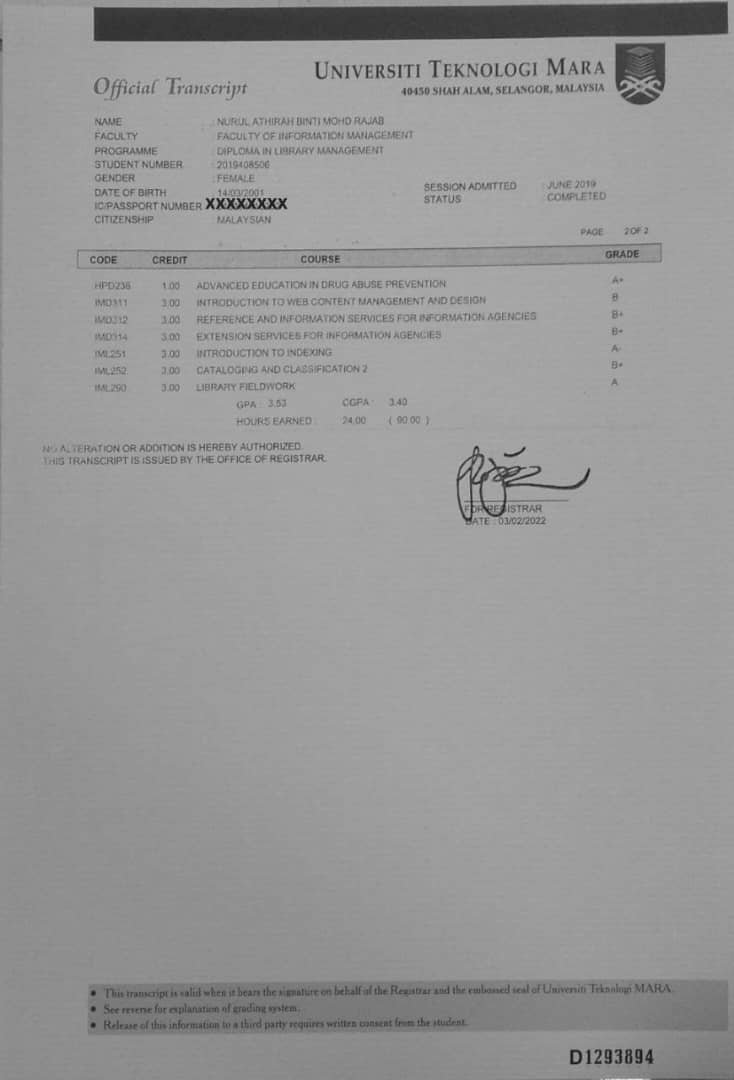 Official Transcript
UNIVERSITI TEKNOLOGI MARA
40450 SHAH ALAM, SELANGOR, MALAYSIA
NAME : NURUL ATHIRAH BINTI MOHD RAJAB
FACULTY : FACULTY OF INFORMATION MANAGEMENT
PROGRAMME : DIPLOMA IN LIBRARY MANAGEMENT
STUDENT NUMBER : 2019408506
GENDER : FEMALE
DATE OF BIRTH : 14/03/2001
SESSION ADMITTED : JUNE 2019
IC/PASSPORT NUMBER XXXXXXXX
STATUS : COMPLETED
CITIZENSHIP : MALAYSIAN
PAGE 2 OF 2
CODE CREDIT COURSE GRADE
HPD236 1.00 ADVANCED EDUCATION IN DRUG ABUSE PREVENTION A+
IMD311 3.00 INTRODUCTION TO WEB CONTENT MANAGEMENT AND DESIGN B
IMD312 3.00 REFERENCE AND INFORMATION SERVICES FOR INFORMATION AGENCIES B+
IMD314 3.00 EXTENSION SERVICES FOR INFORMATION AGENCIES B+
IML251 3.00 INTRODUCTION TO INDEXING A-
IML252 3.00 CATALOGING AND CLASSIFICATION 2 B+
IML290 3.00 LIBRARY FIELDWORK A
GPA : 3.53 CGPA : 3.40
HOURS EARNED : 24.00 ( 90.00 )
NO ALTERATION OR ADDITION IS HEREBY AUTHORIZED.
THIS TRANSCRIPT IS ISSUED BY THE OFFICE OF REGISTRAR.
FOR REGISTRAR
DATE : 03/02/2022
• This transcript is valid when it bears the signature on behalf of the Registrar and the embossed seal of Universiti Teknologi MARA.
• See reverse for explanation of grading system.
• Release of this information to a third party requires written consent from the student.
D1293894